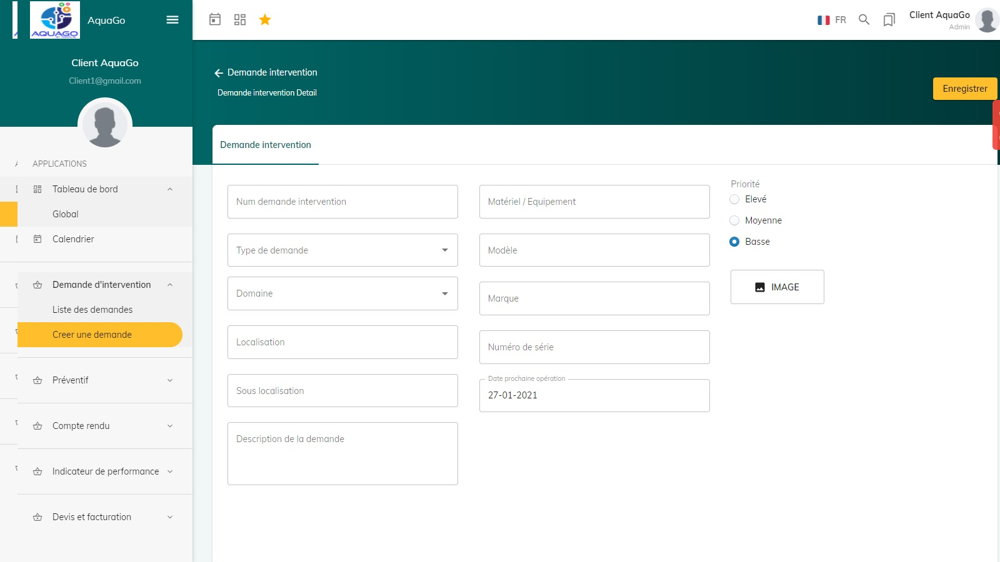 AQUAGO
AquaGo
FR
Client AquaGo
Admin
Client AquaGo
Client1@gmail.com
Demande intervention
Demande intervention Detail
Enregistrer
APPLICATIONS
Tableau de bord
Global
Calendrier
Demande d'intervention
Liste des demandes
Creer une demande
Préventif
Compte rendu
Indicateur de performance
Devis et facturation
Demande intervention
Num demande intervention
Type de demande
Domaine
Localisation
Sous localisation
Description de la demande
Matériel / Equipement
Modèle
Marque
Numéro de série
Date prochaine opération
27-01-2021
Priorité
Elevé
Moyenne
Basse
IMAGE